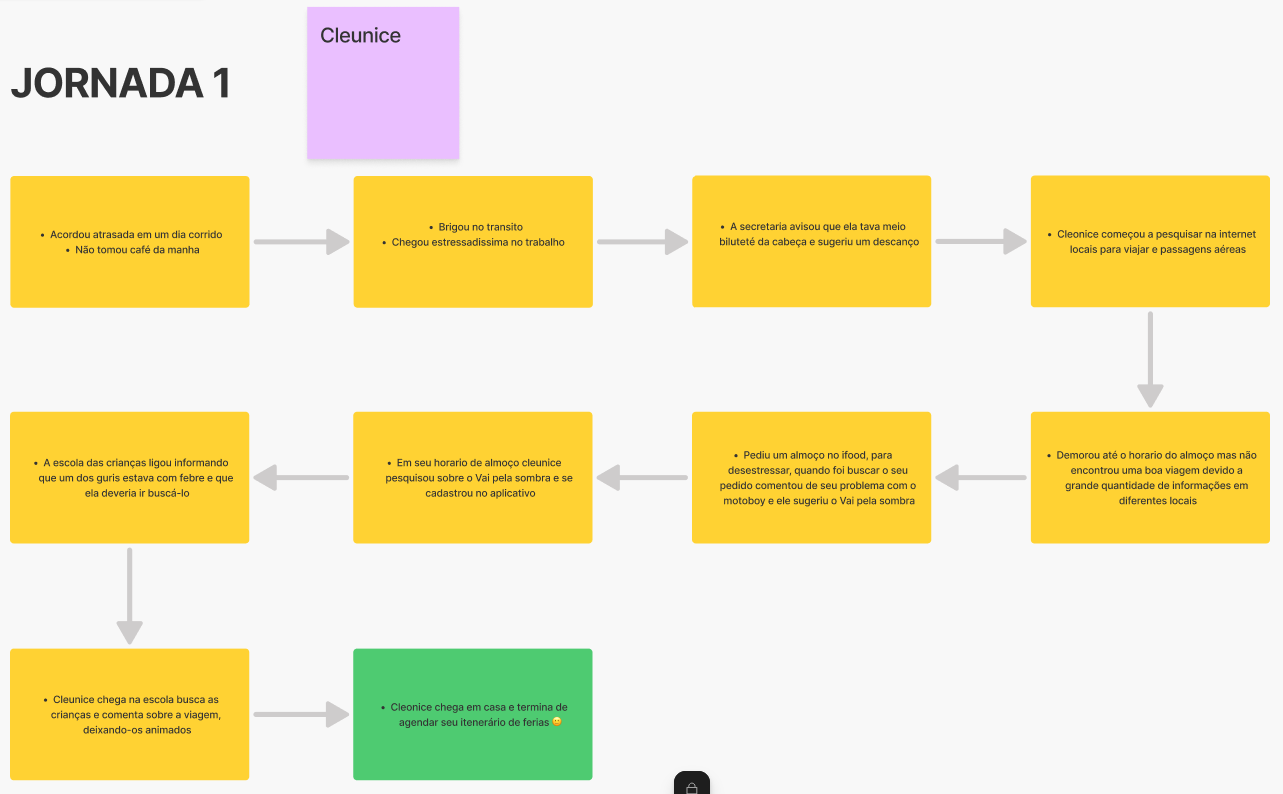 Cleunice
JORNADA 1
• Acordou atrasada em um dia corrido
• Não tomou café da manha
• Brigou no transito
• Chegou estressadissima no trabalho
• A secretaria avisou que ela tava meio
biluteté da cabeça e sugeriu um descanço
• Cleonice começou a pesquisar na internet
locais para viajar e passagens aéreas
• Demorou até o horario do almoço mas não
encontrou uma boa viagem devido a
grande quantidade de informações em
diferentes locais
• Pediu um almoço no ifood, para
desestressar, quando foi buscar o seu
pedido comentou de seu problema com o
motoboy e ele sugeriu o Vai pela sombra
• Em seu horario de almoço cleunice
pesquisou sobre o Vai pela sombra e se
cadastrou no aplicativo
• A escola das crianças ligou informando
que um dos guris estava com febre e que
ela deveria ir buscá-lo
• Cleunice chega na escola busca as
crianças e comenta sobre a viagem,
deixando-os animados
• Cleonice chega em casa e termina de
agendar seu itenerário de ferias